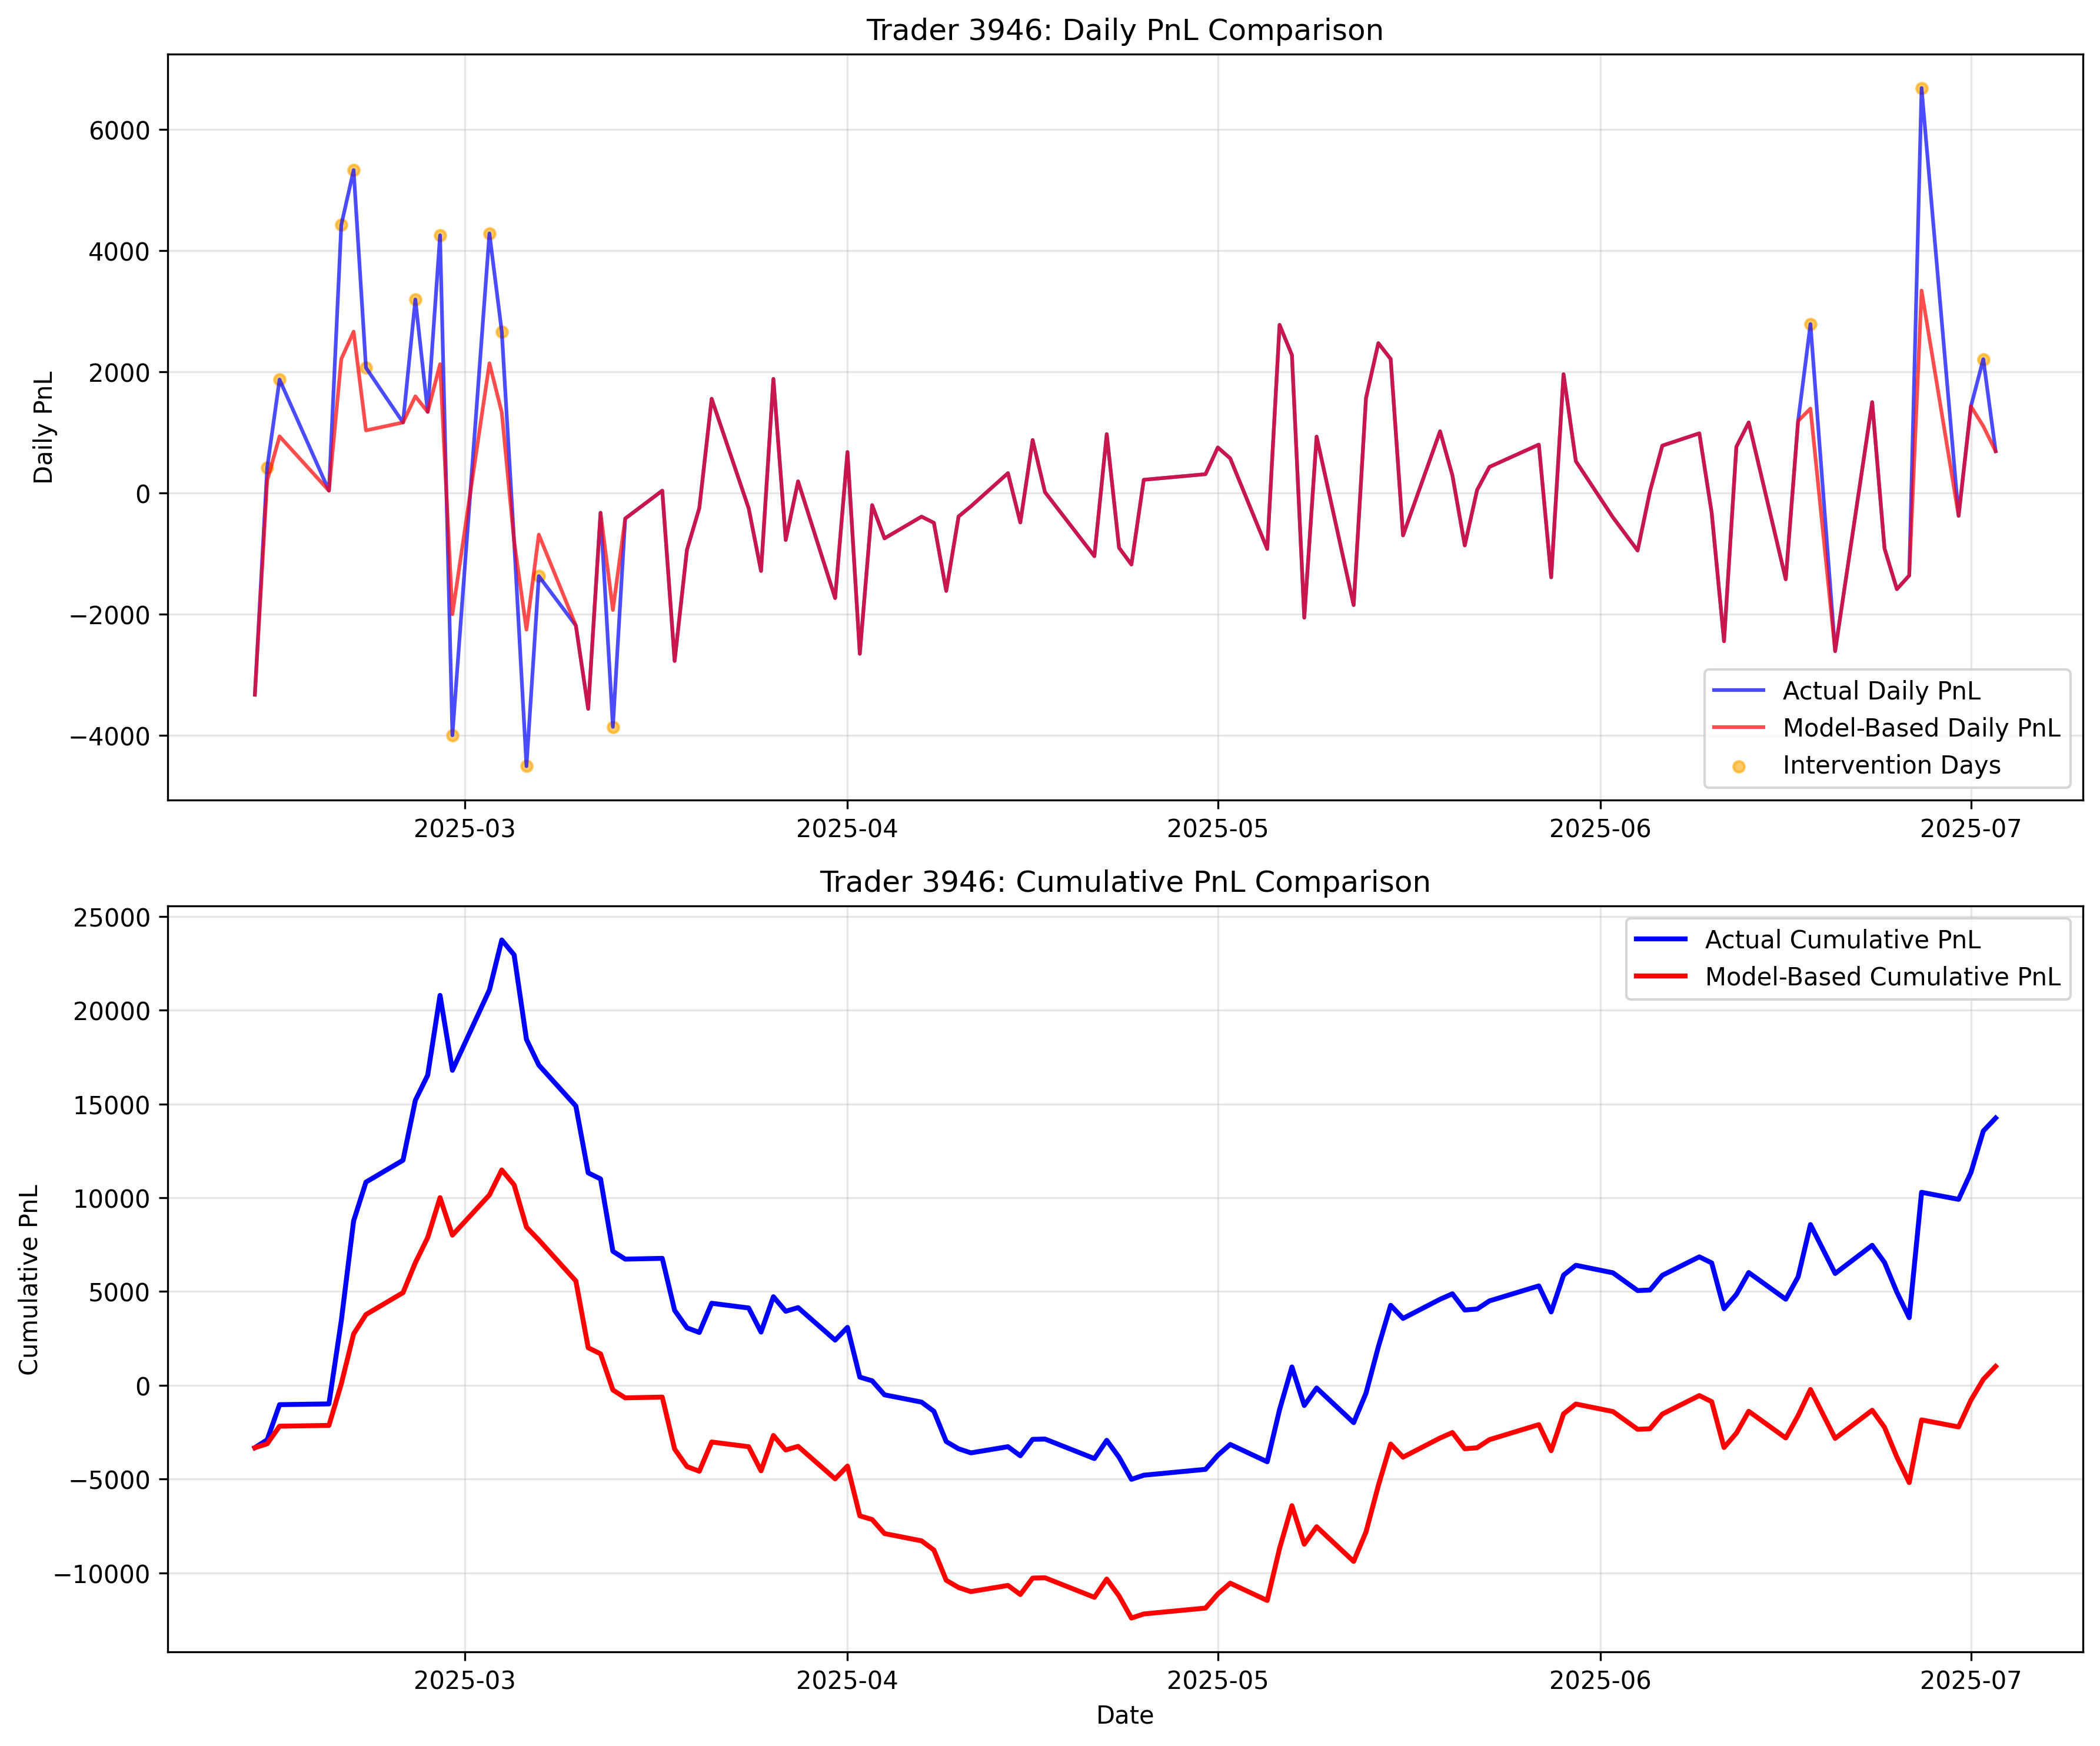 Trader 3946: Daily PnL Comparison
Daily PnL
6000
4000
2000
0
−2000
−4000
2025-03
2025-04
2025-05
2025-06
2025-07
Actual Daily PnL
Model-Based Daily PnL
Intervention Days
Trader 3946: Cumulative PnL Comparison
Cumulative PnL
25000
20000
15000
10000
5000
0
−5000
−10000
2025-03
2025-04
2025-05
2025-06
2025-07
Date
Actual Cumulative PnL
Model-Based Cumulative PnL